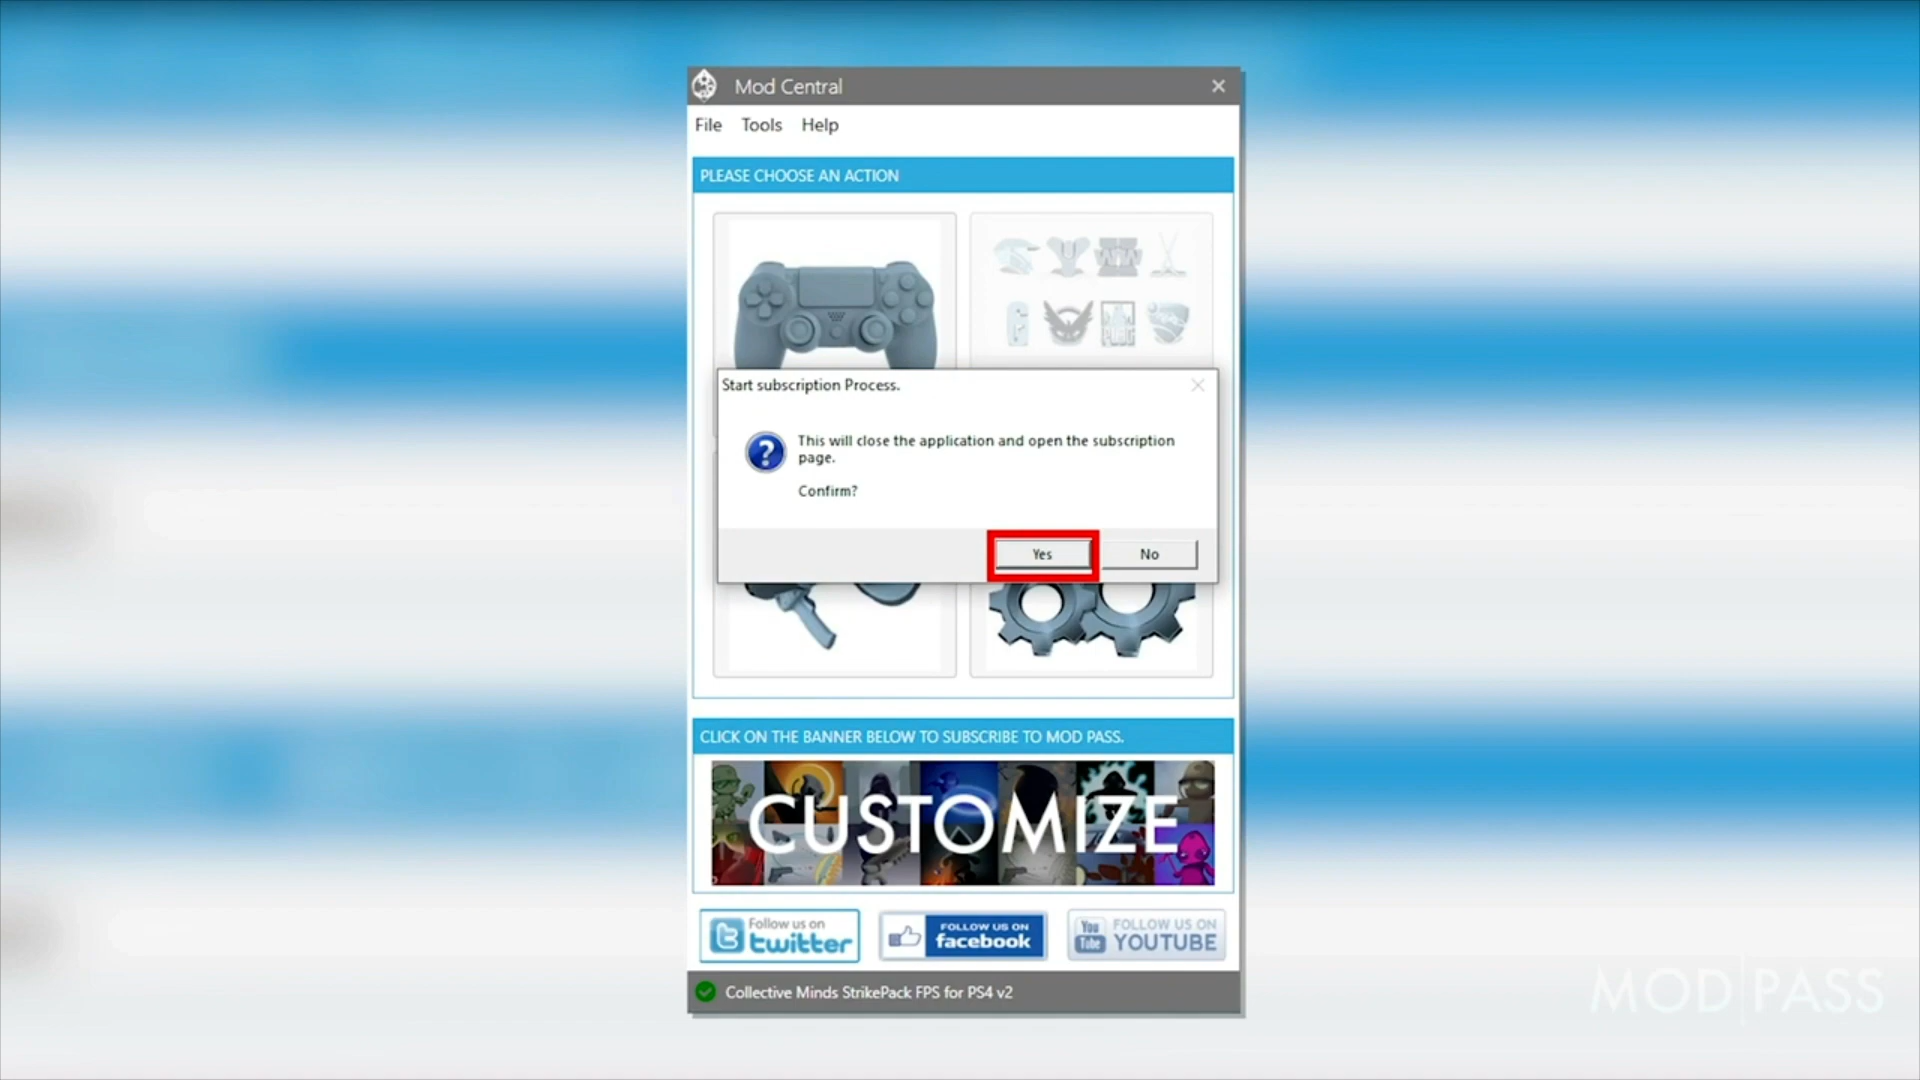 Mod Central
File Tools Help
PLEASE CHOOSE AN ACTION
PUBG
Start subscription Process.
This will close the application and open the subscription
page.
Confirm?
Yes No
CLICK ON THE BANNER BELOW TO SUBSCRIBE TO MOD PASS.
CUSTOMIZE
Follow us on
twitter
FOLLOW US ON
facebook
You
Tube
FOLLOW US ON
YOUTUBE
Collective Minds StrikePack FPS for PS4 v2
MOD|PASS